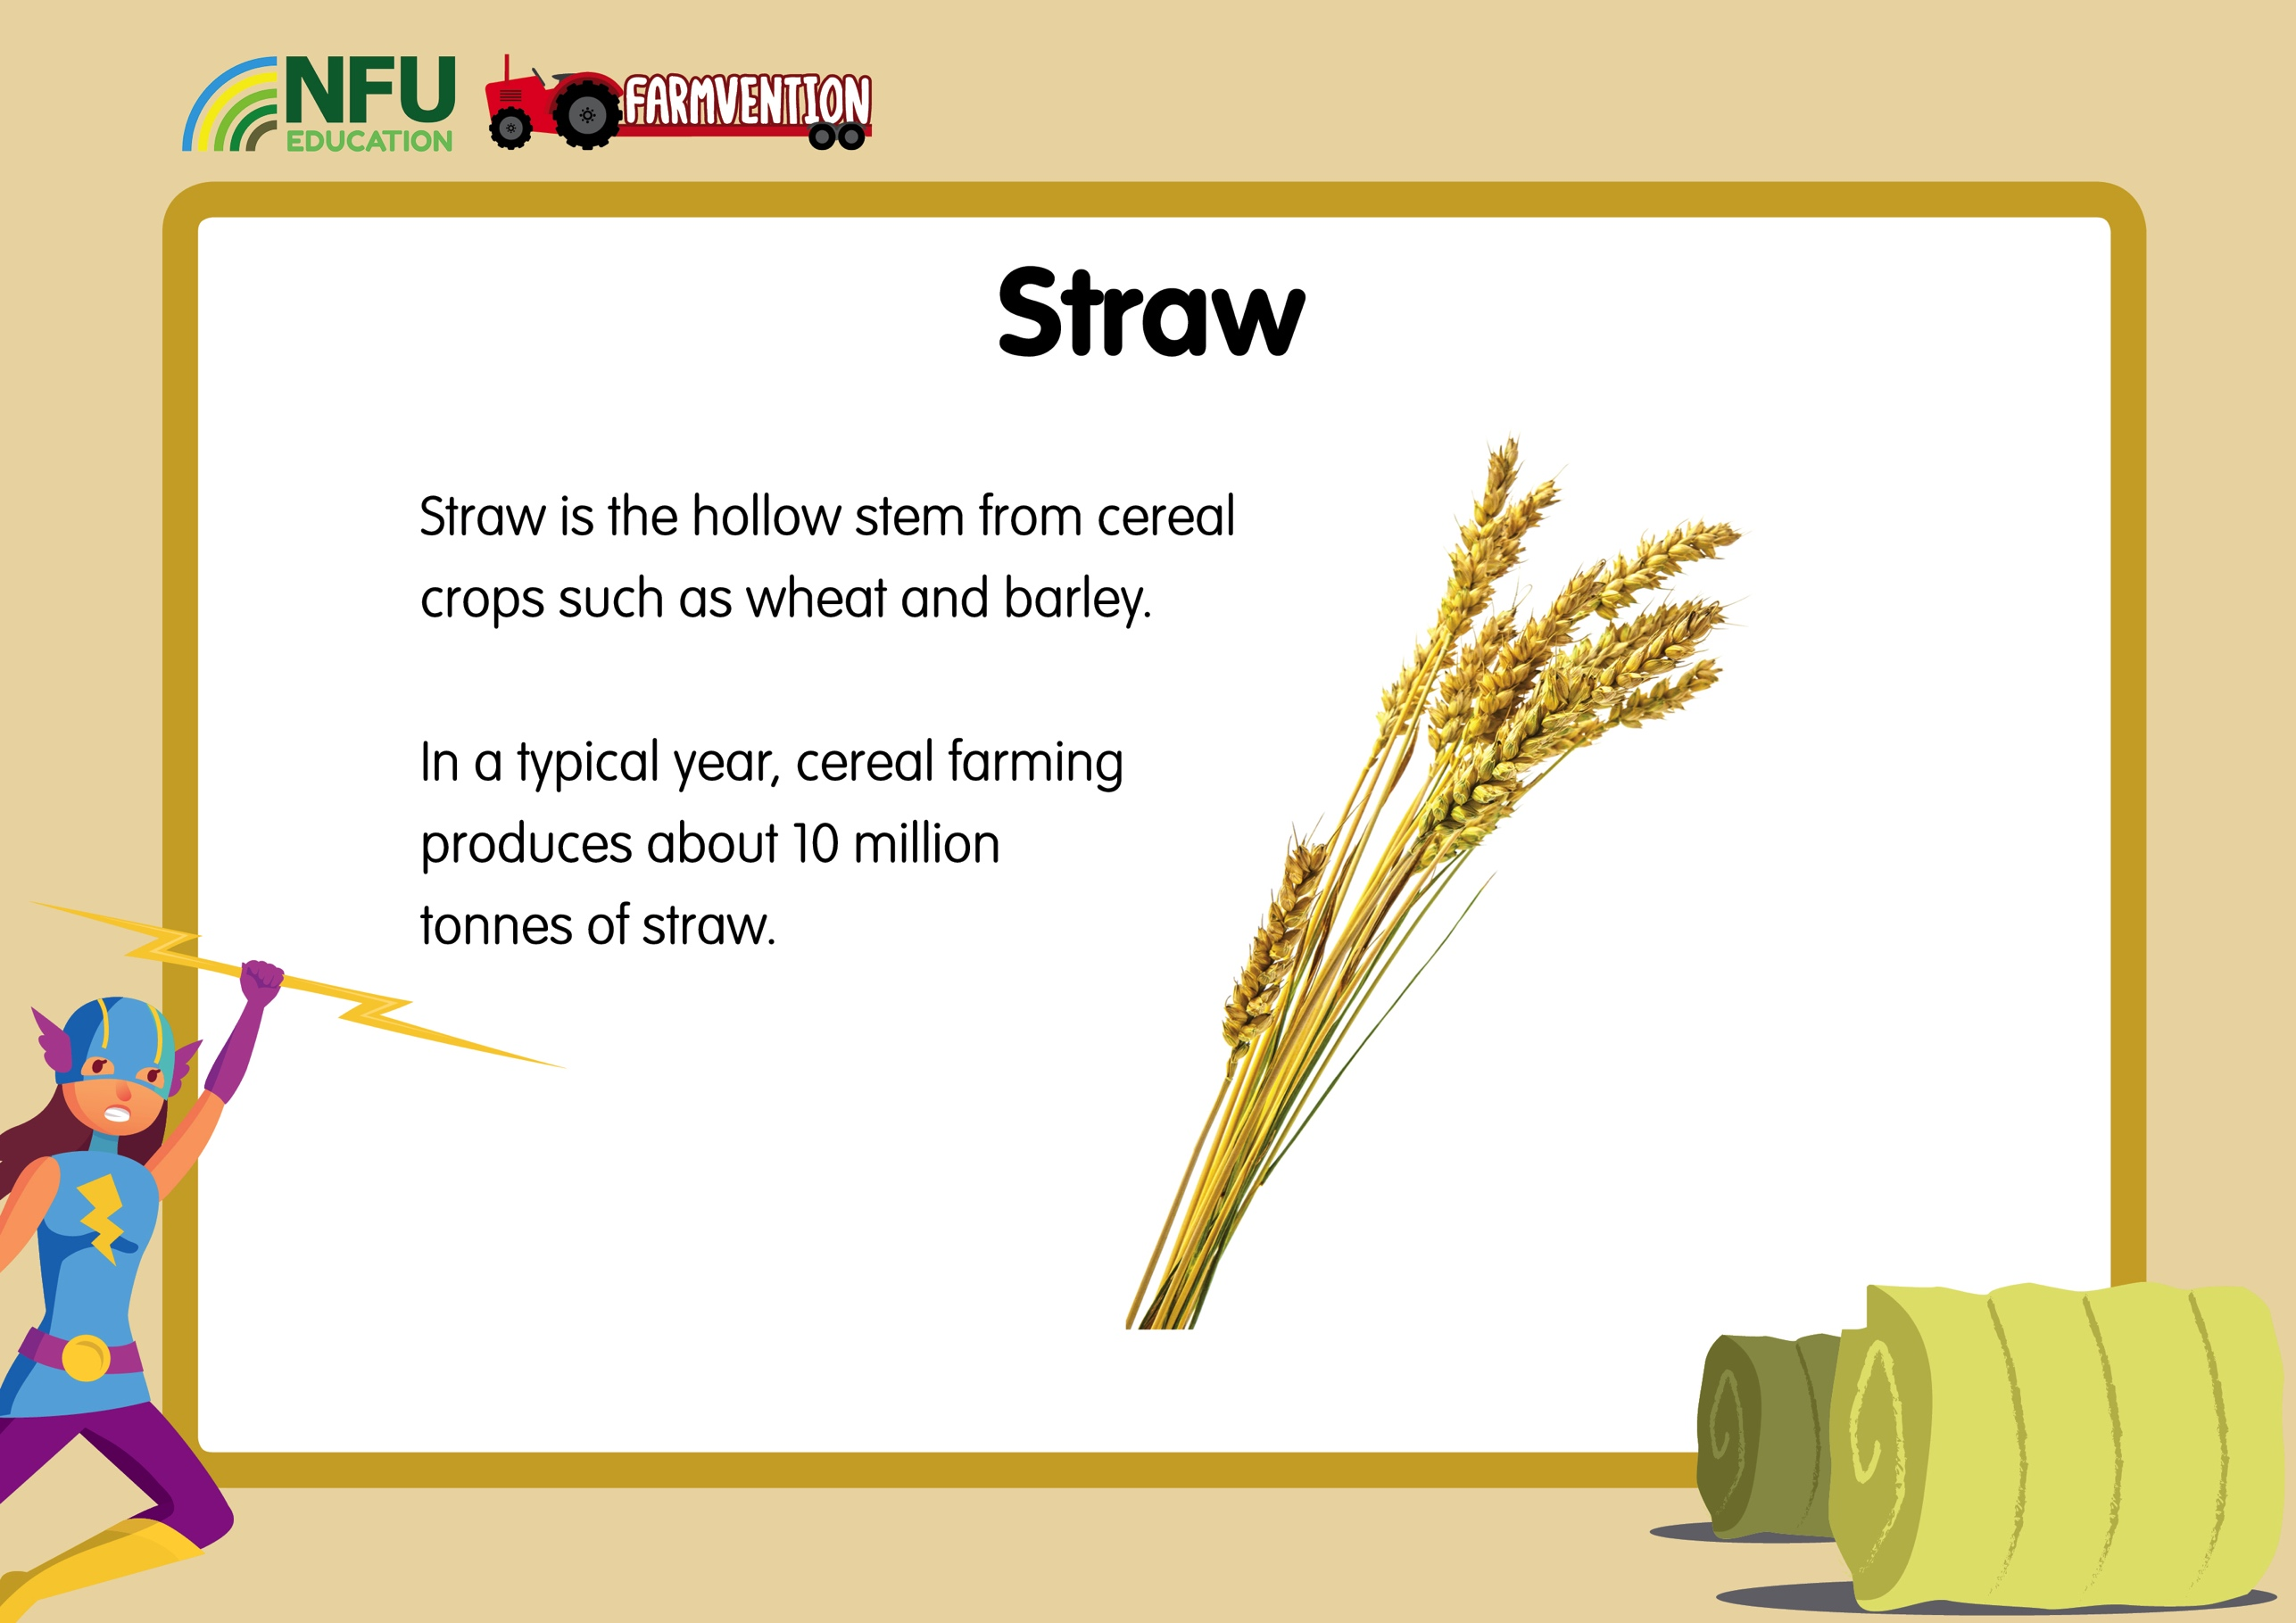 NFU
EDUCATION
FARMVENTION
Straw
Straw is the hollow stem from cereal
crops such as wheat and barley.
In a typical year, cereal farming
produces about 10 million
tonnes of straw.